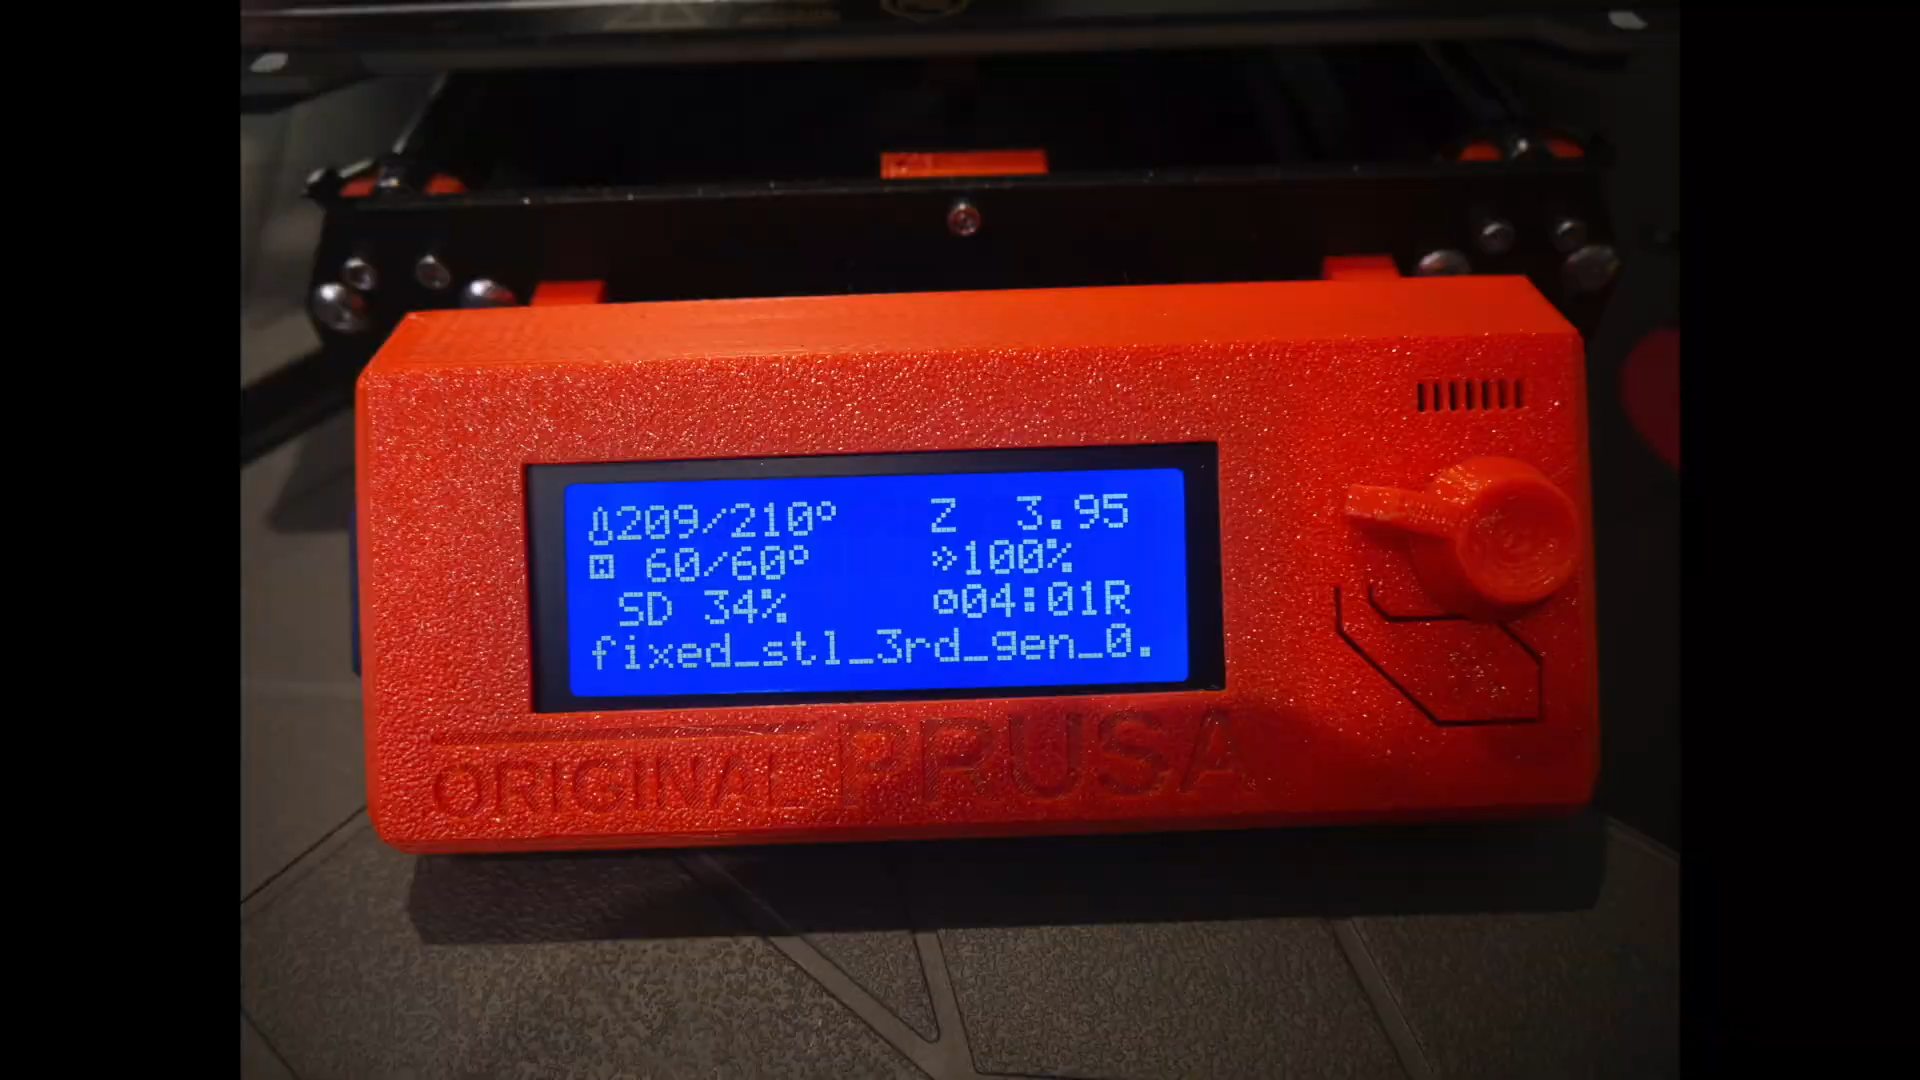 209/210° Z 3.95
60/60° 100%
SD 34% 04:01R
fixed_stl_3rd_gen_0.
ORIGINAL PRUSA